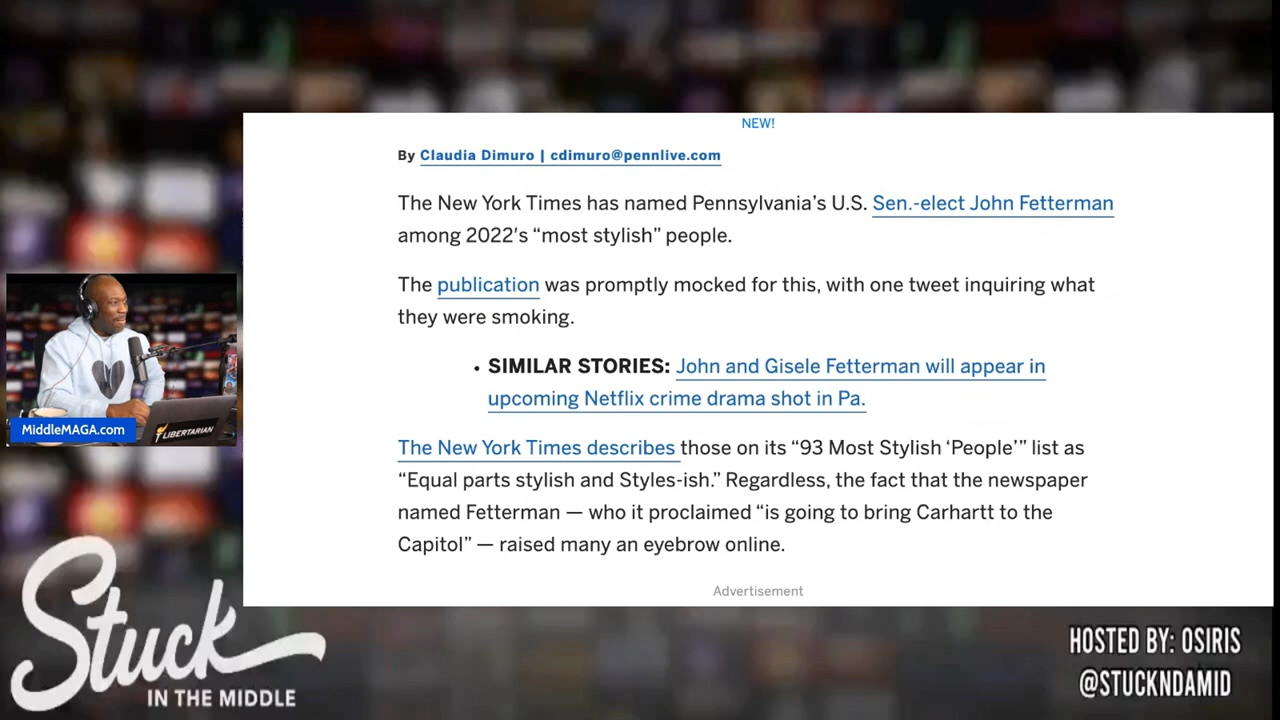 NEW!
By Claudia Dimuro | cdimuro@pennlive.com
The New York Times has named Pennsylvania’s U.S. Sen.-elect John Fetterman
among 2022′s “most stylish” people.
The publication was promptly mocked for this, with one tweet inquiring what
they were smoking.
• SIMILAR STORIES: John and Gisele Fetterman will appear in
upcoming Netflix crime drama shot in Pa.
The New York Times describes those on its “93 Most Stylish ‘People’” list as
“Equal parts stylish and Styles-ish.” Regardless, the fact that the newspaper
named Fetterman — who it proclaimed “is going to bring Carhartt to the
Capitol” — raised many an eyebrow online.
Advertisement
MiddleMAGA.com
LIBERTARIAN
Stuck
IN THE MIDDLE
HOSTED BY: OSIRIS
@STUCKNDAMID